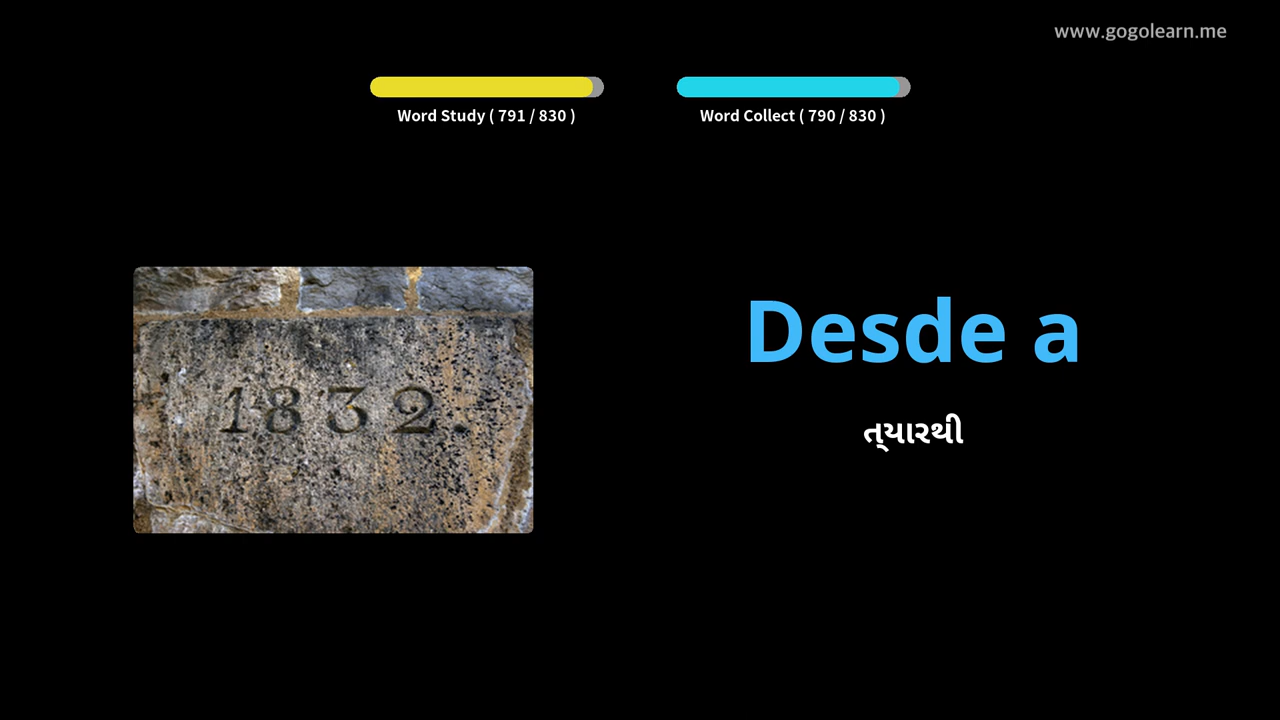 www.gogolearn.me
Word Study ( 791 / 830 )
Word Collect ( 790 / 830 )
1832.
Desde a
ત્યારથી